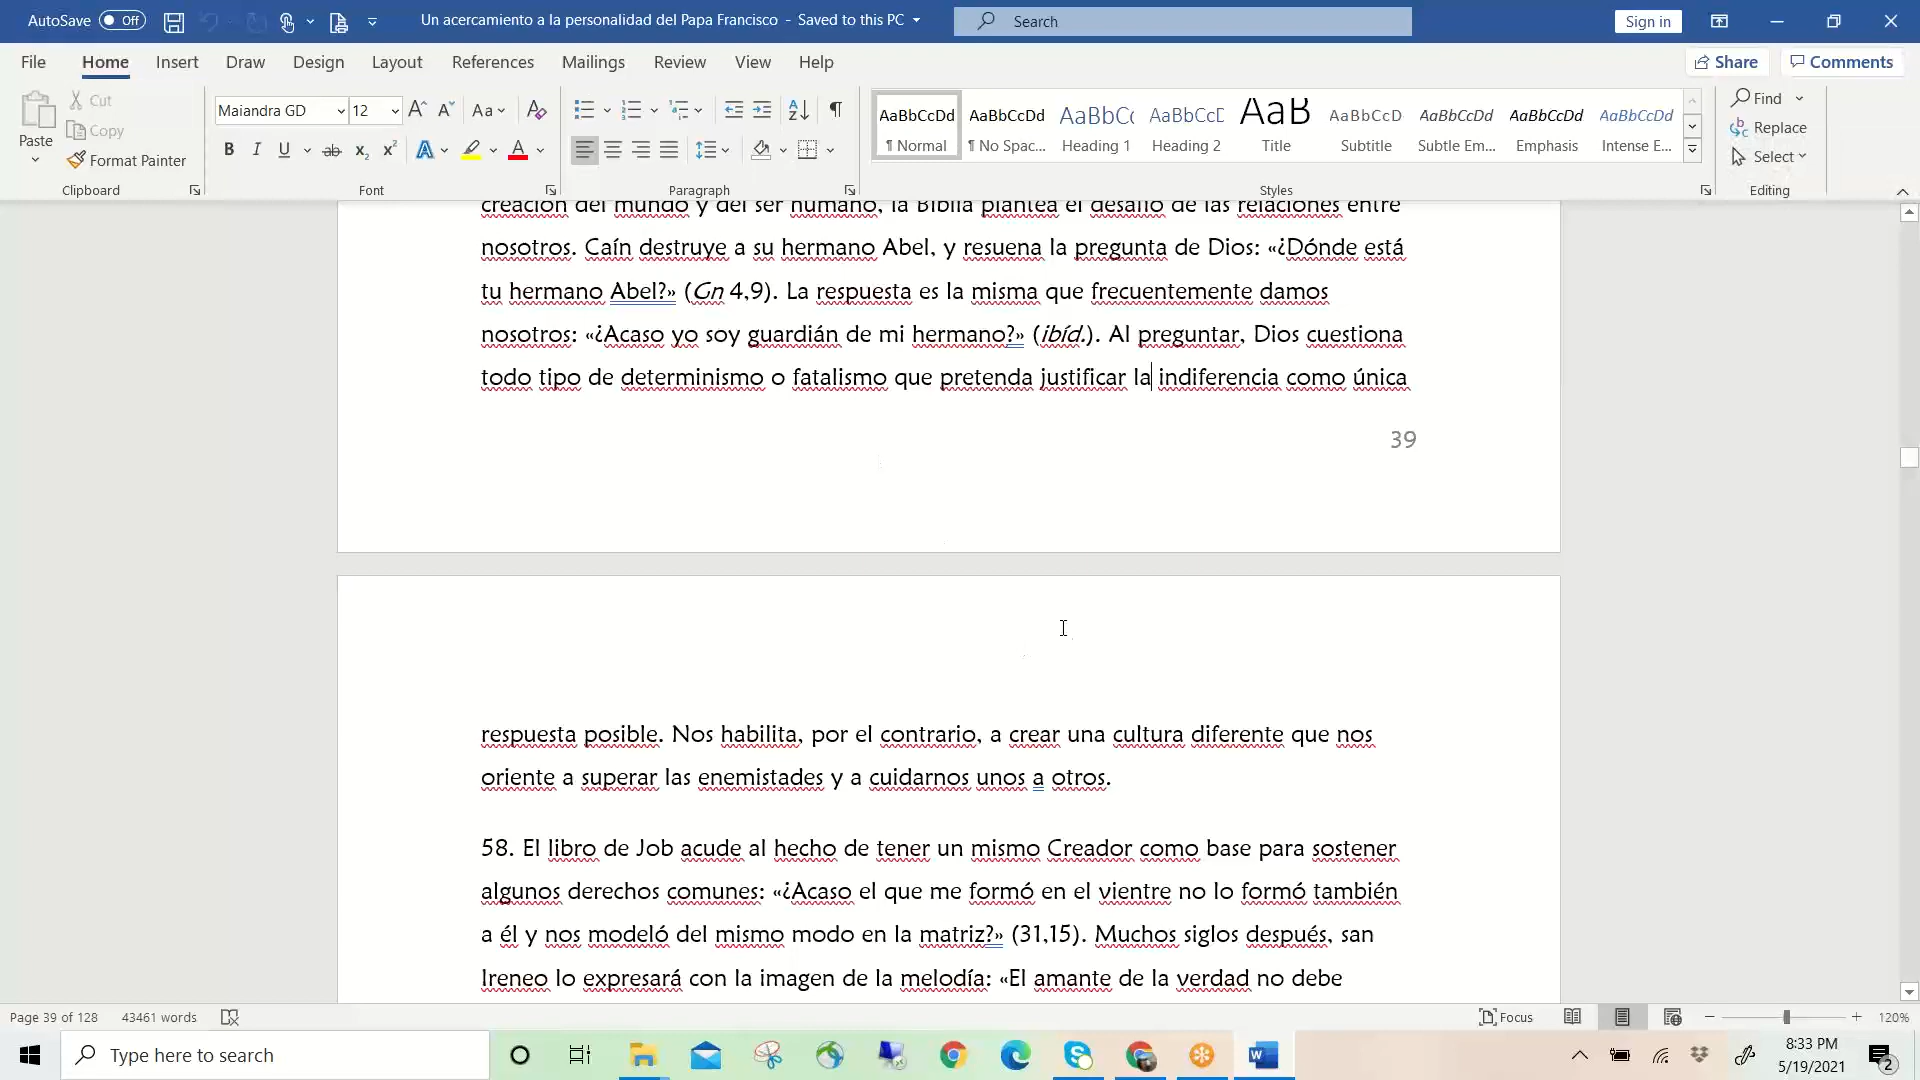 AutoSave Off
Un acercamiento a la personalidad del Papa Francisco - Saved to this PC
Search
Sign in
File Home Insert Draw Design Layout References Mailings Review View Help
Share Comments
Paste
Cut
Copy
Format Painter
Clipboard
Maiandra GD 12
Font
Paragraph
AaBbCcDd AaBbCcDd AaBbCc AaBbCcD AaB AaBbCcD AaBbCcDd AaBbCcDd AaBbCcDd
¶ Normal ¶ No Spac... Heading 1 Heading 2 Title Subtitle Subtle Em... Emphasis Intense E...
Styles
Find
Replace
Select
Editing
creación del mundo y del ser humano, la Biblia plantea el desafío de las relaciones entre
nosotros. Caín destruye a su hermano Abel, y resuena la pregunta de Dios: «¿Dónde está
tu hermano Abel?» (Gn 4,9). La respuesta es la misma que frecuentemente damos
nosotros: «¿Acaso yo soy guardián de mi hermano?» (ibíd.). Al preguntar, Dios cuestiona
todo tipo de determinismo o fatalismo que pretenda justificar la indiferencia como única
39
respuesta posible. Nos habilita, por el contrario, a crear una cultura diferente que nos
oriente a superar las enemistades y a cuidarnos unos a otros.
58. El libro de Job acude al hecho de tener un mismo Creador como base para sostener
algunos derechos comunes: «¿Acaso el que me formó en el vientre no lo formó también
a él y nos modeló del mismo modo en la matriz?» (31,15). Muchos siglos después, san
Ireneo lo expresará con la imagen de la melodía: «El amante de la verdad no debe
Page 39 of 128 43461 words
Focus
120%
Type here to search
8:33 PM
5/19/2021
2